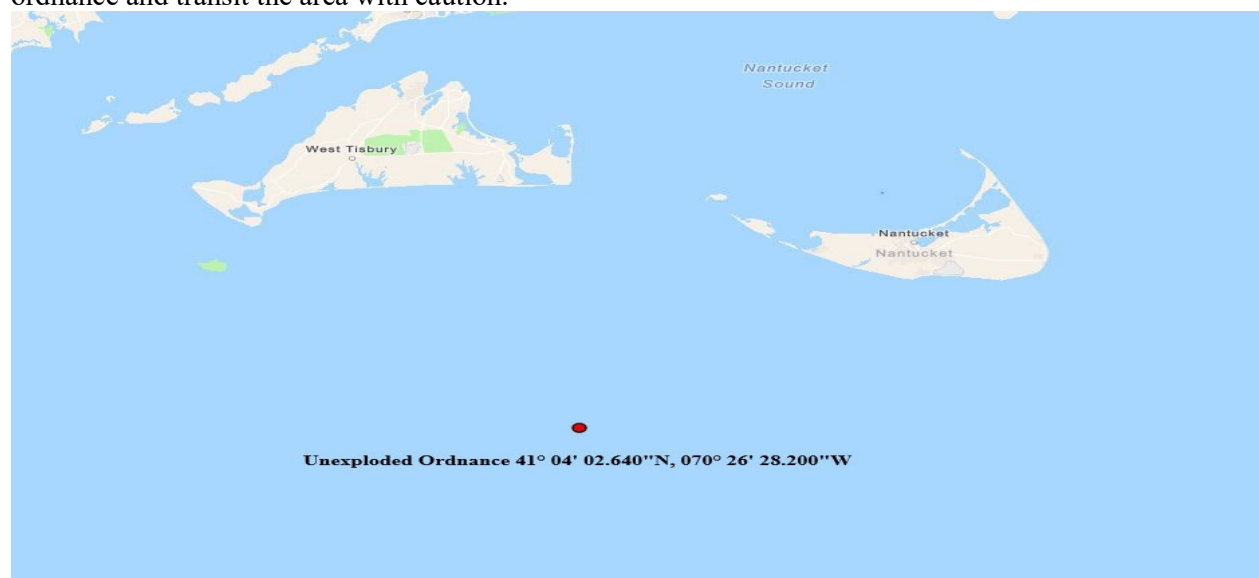 ordnance and transit the area with caution.
Nantucket
Sound
West Tisbury
Nantucket
Nantucket
Unexploded Ordnance 41° 04' 02.640"N, 070° 26' 28.200"W